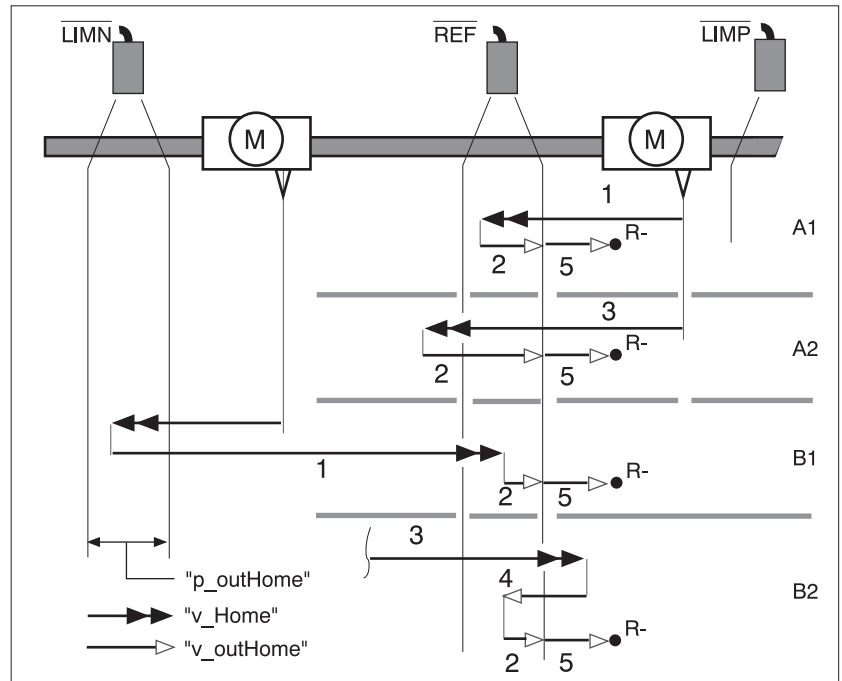 LIMN REF LIMP
M M
1
A1
R-
2 5
3
R-
A2
2 5
1
R-
B1
2 5
3
"p_outHome"
4
B2
"v_Home"
R-
"v_outHome"
2 5